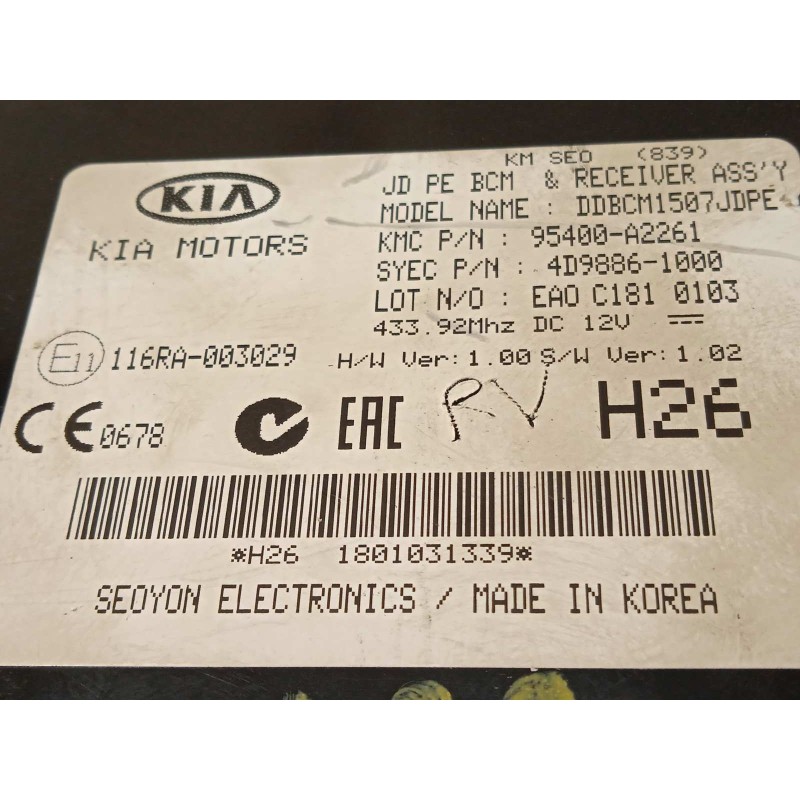 KM SEO (839)
KIA
JD PE BCM & RECEIVER ASS'Y
MODEL NAME : DDBCM1507JDPE
KIA MOTORS
KMC P/N : 95400-A2261
SYEC P/N : 4D9886-1000
LOT N/O : EAO C181 0103
433.92Mhz DC 12V
E11 116RA-003029
H/W Ver: 1.00 S/W Ver: 1.02
CE 0678
EAC
RV
H26
*H26 1801031339*
SEOYON ELECTRONICS / MADE IN KOREA